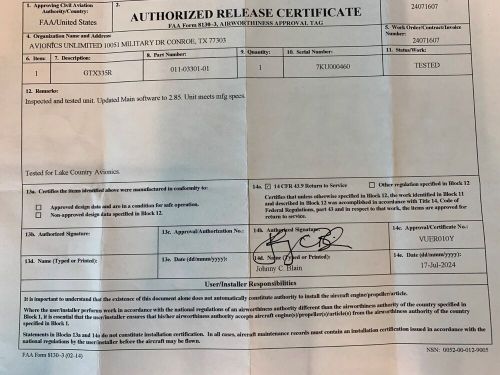 1. Approving Civil Aviation
Authority/Country:
FAA/United States
2.
AUTHORIZED RELEASE CERTIFICATE
FAA Form 8130-3, AIRWORTHINESS APPROVAL TAG
24071607
4. Organization Name and Address
AVIONICS UNLIMITED 10051 MILITARY DR CONROE, TX 77303
5. Work Order/Contract/Invoice
Number:
24071607
6. Item: 7. Description: 8. Part Number: 9. Quantity: 10. Serial Number: 11. Status/Work:
1 GTX335R 011-03301-01 1 7KU000460 TESTED
12. Remarks:
Inspected and tested unit. Updated Main software to 2.85. Unit meets mfg specs.
Tested for Lake Country Avionics.
13a. Certifies the items identified above were manufactured in conformity to:
Approved design data and are in a condition for safe operation.
Non-approved design data specified in Block 12.
14a. 14 CFR 43.9 Return to Service Other regulation specified in Block 12
Certifies that unless otherwise specified in Block 12, the work identified in Block 11
and described in Block 12 was accomplished in accordance with Title 14, Code of
Federal Regulations, part 43 and in respect to that work, the items are approved for
return to service.
13b. Authorized Signature: 13c. Approval/Authorization No.: 14b. Authorized Signature: 14c. Approval/Certificate No.:
VUER010Y
13d. Name (Typed or Printed): 13e. Date (dd/mmm/yyyy): 14d. Name (Typed or Printed): 14e. Date (dd/mmm/yyyy):
Johnny C. Blain 17-Jul-2024
User/Installer Responsibilities
It is important to understand that the existence of this document alone does not automatically constitute authority to install the aircraft engine/propeller/article.
Where the user/installer performs work in accordance with the national regulations of an airworthiness authority different than the airworthiness authority of the country specified in
Block 1, it is essential that the user/installer ensures that his/her airworthiness authority accepts aircraft engine(s)/propeller(s)/article(s) from the airworthiness authority of the country
specified in Block 1.
Statements in Blocks 13a and 14a do not constitute installation certification. In all cases, aircraft maintenance records must contain an installation certification issued in accordance with the
national regulations by the user/installer before the aircraft may be flown.
FAA Form 8130-3 (02-14) NSN: 0052-00-012-9005